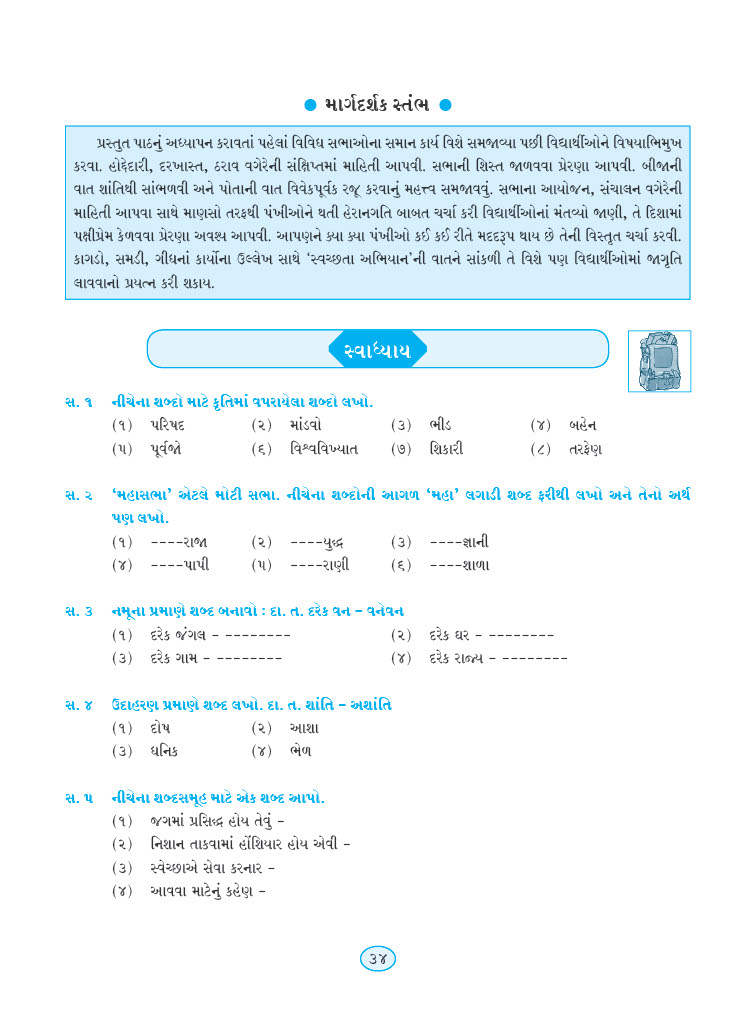 ● માર્ગદર્શક સ્તંભ ●
પ્રસ્તુત પાઠનું અધ્યાપન કરાવતાં પહેલાં વિવિધ સભાઓના સમાન કાર્ય વિશે સમજાવ્યા પછી વિદ્યાર્થીઓને વિષયાભિમુખ
કરવા. હોદ્દેદારી, દરખાસ્ત, ઠરાવ વગેરેની સંક્ષિપ્તમાં માહિતી આપવી. સભાની શિસ્ત જાળવવા પ્રેરણા આપવી. બીજાની
વાત શાંતિથી સાંભળવી અને પોતાની વાત વિવેકપૂર્વક રજૂ કરવાનું મહત્ત્વ સમજાવવું. સભાના આયોજન, સંચાલન વગેરેની
માહિતી આપવા સાથે માણસો તરફથી પંખીઓને થતી હેરાનગતિ બાબત ચર્ચા કરી વિદ્યાર્થીઓનાં મંતવ્યો જાણી, તે દિશામાં
પક્ષીપ્રેમ કેળવવા પ્રેરણા અવશ્ય આપવી. આપણને ક્યા ક્યા પંખીઓ કઈ કઈ રીતે મદદરૂપ થાય છે તેની વિસ્તૃત ચર્ચા કરવી.
કાગડો, સમડી, ગીધનાં કાર્યોના ઉલ્લેખ સાથે ‘સ્વચ્છતા અભિયાન’ની વાતને સાંકળી તે વિશે પણ વિદ્યાર્થીઓમાં જાગૃતિ
લાવવાનો પ્રયત્ન કરી શકાય.
સ્વાધ્યાય
સ. ૧ નીચેના શબ્દો માટે કૃતિમાં વપરાયેલા શબ્દો લખો.
(૧) પરિષદ (૨) માંડવો (૩) ભીડ (૪) બહેન
(૫) પૂર્વજો (૬) વિશ્વવિખ્યાત (૭) શિકારી (૮) તરફેણ
સ. ૨ ‘મહાસભા’ એટલે મોટી સભા. નીચેના શબ્દોની આગળ ‘મહા’ લગાડી શબ્દ ફરીથી લખો અને તેનો અર્થ
પણ લખો.
(૧) ----રાજા (૨) ----યુદ્ધ (૩) ----જ્ઞાની
(૪) ----પાપી (૫) ----રાણી (૬) ----શાળા
સ. ૩ નમૂના પ્રમાણે શબ્દ બનાવો : દા. ત. દરેક વન – વનેવન
(૧) દરેક જંગલ – -------- (૨) દરેક ઘર – --------
(૩) દરેક ગામ – -------- (૪) દરેક રાજ્ય – --------
સ. ૪ ઉદાહરણ પ્રમાણે શબ્દ લખો. દા. ત. શાંતિ – અશાંતિ
(૧) દોષ (૨) આશા
(૩) ધનિક (૪) ભેળ
સ. ૫ નીચેના શબ્દસમૂહ માટે એક શબ્દ આપો.
(૧) જગમાં પ્રસિદ્ધ હોય તેવું –
(૨) નિશાન તાકવામાં હોંશિયાર હોય એવી –
(૩) સ્વેચ્છાએ સેવા કરનાર –
(૪) આવવા માટેનું કહેણ –
૩૪